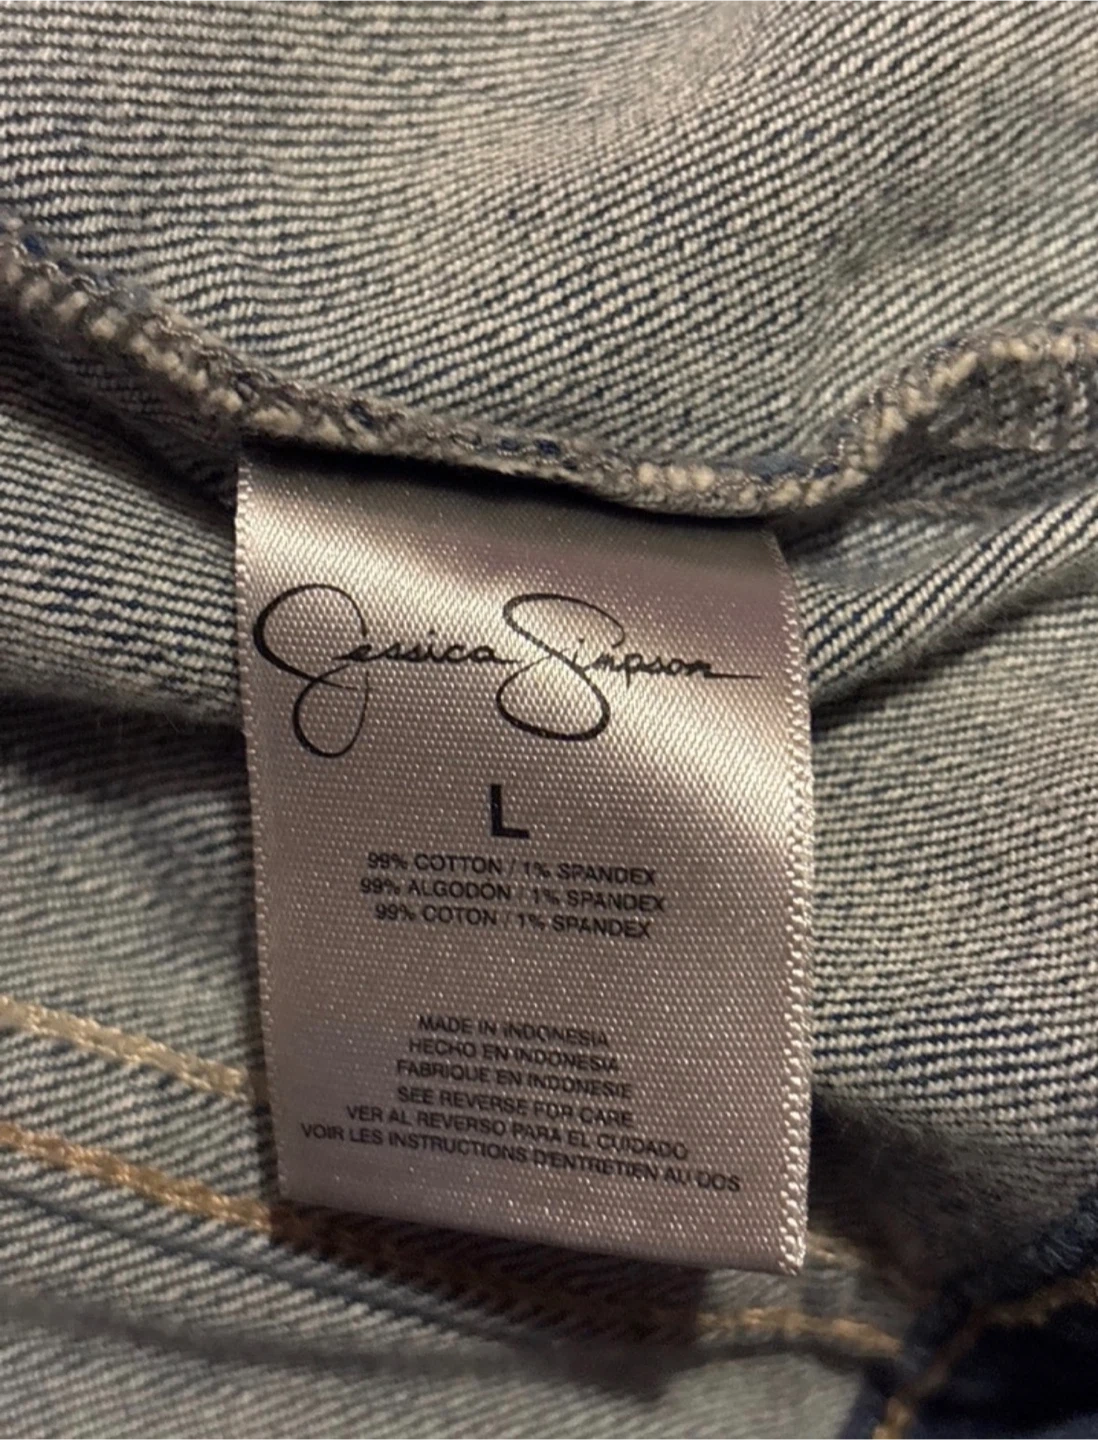 Jessica Simpson
L
99% COTTON / 1% SPANDEX
99% ALGODON / 1% SPANDEX
99% COTON / 1% SPANDEX
MADE IN INDONESIA
HECHO EN INDONESIA
FABRIQUE EN INDONESIE
SEE REVERSE FOR CARE
VER AL REVERSO PARA EL CUIDADO
VOIR LES INSTRUCTIONS D'ENTRETIEN AU DOS